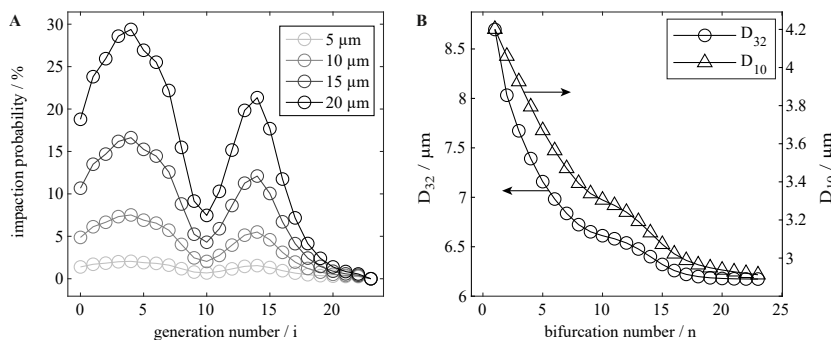 A
30
25
20
15
10
5
0
impaction probability / %
5 µm
10 µm
15 µm
20 µm
0
5
10
15
20
generation number / i
B
8.5
8
7.5
7
6.5
6
D32 / µm
D32
D10
4.2
4
3.8
3.6
3.4
3.2
3
D10 / µm
0
5
10
15
20
25
bifurcation number / n